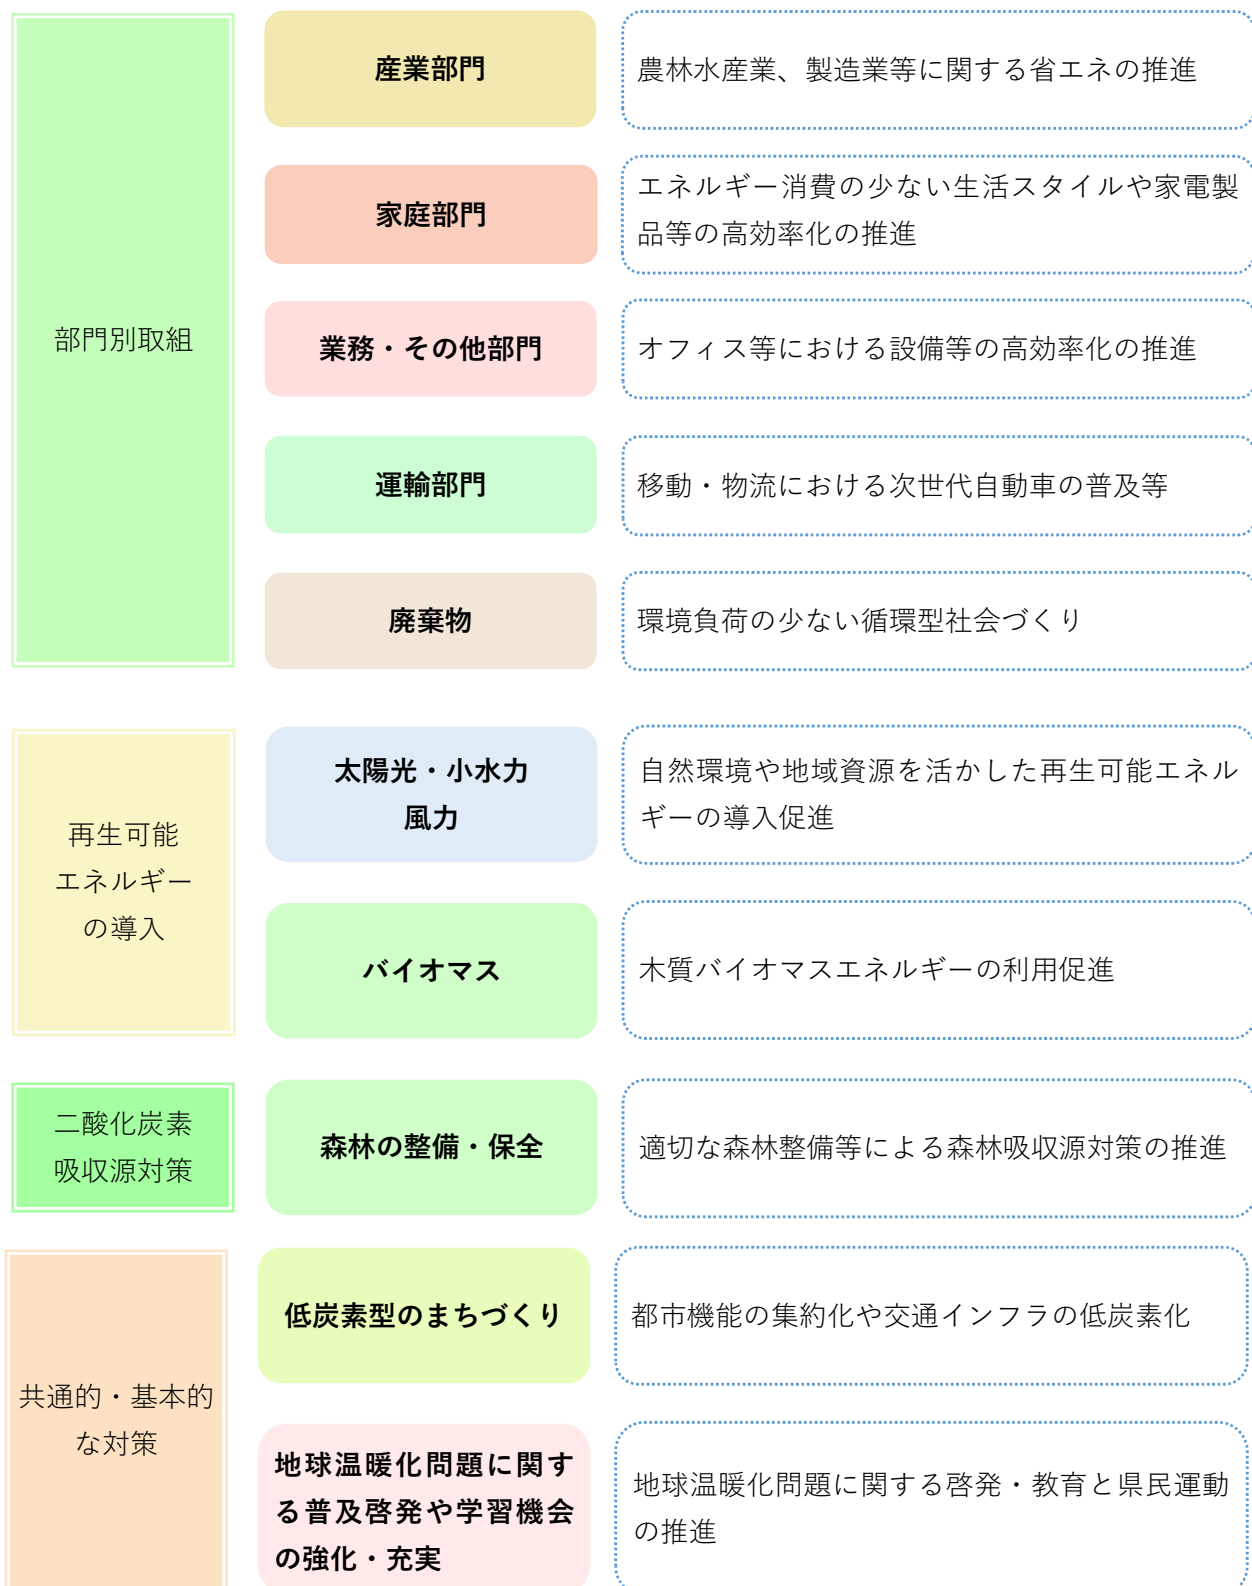 部門別取組
産業部門
農林水産業、製造業等に関する省エネの推進
家庭部門
エネルギー消費の少ない生活スタイルや家電製
品等の高効率化の推進
業務・その他部門
オフィス等における設備等の高効率化の推進
運輸部門
移動・物流における次世代自動車の普及等
廃棄物
環境負荷の少ない循環型社会づくり
再生可能
エネルギー
の導入
太陽光・小水力
風力
自然環境や地域資源を活かした再生可能エネル
ギーの導入促進
バイオマス
木質バイオマスエネルギーの利用促進
二酸化炭素
吸収源対策
森林の整備・保全
適切な森林整備等による森林吸収源対策の推進
共通的・基本的
な対策
低炭素型のまちづくり
都市機能の集約化や交通インフラの低炭素化
地球温暖化問題に関す
る普及啓発や学習機会
の強化・充実
地球温暖化問題に関する啓発・教育と県民運動
の推進